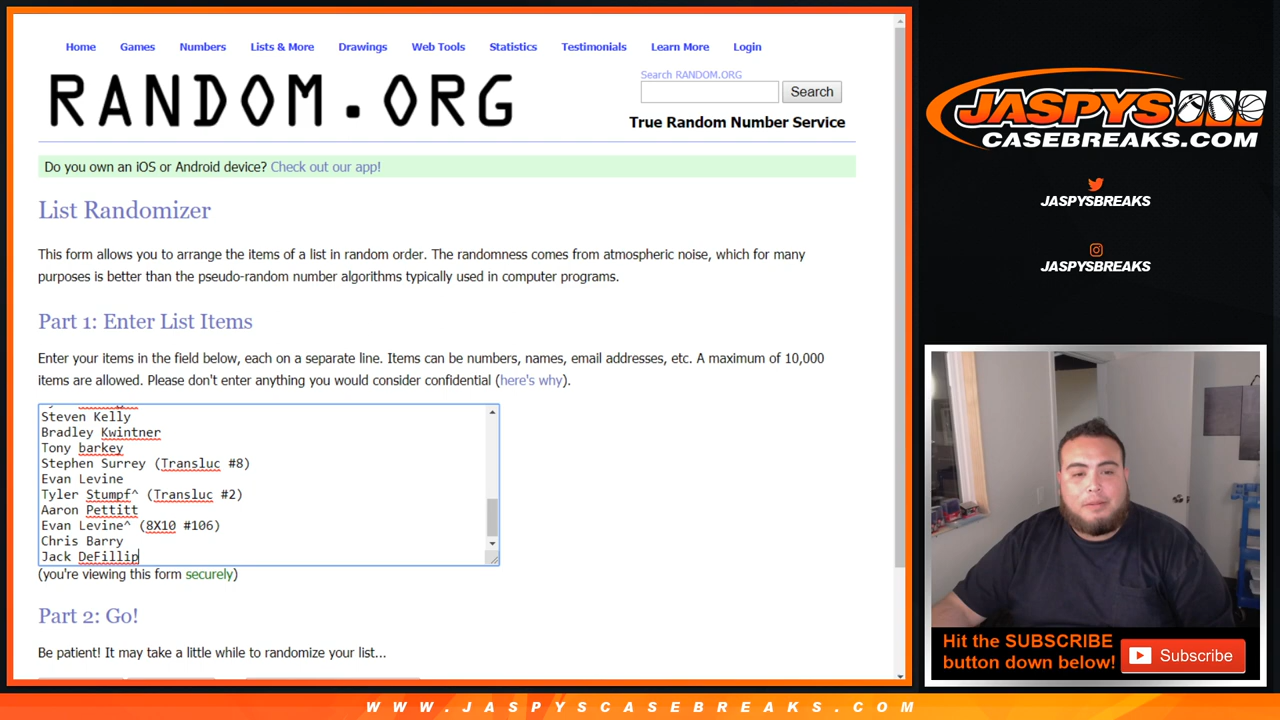 Home Games Numbers Lists & More Drawings Web Tools Statistics Testimonials Learn More Login
RANDOM.ORG
Search RANDOM.ORG
Search
True Random Number Service
Do you own an iOS or Android device? Check out our app!
List Randomizer
This form allows you to arrange the items of a list in random order. The randomness comes from atmospheric noise, which for many
purposes is better than the pseudo-random number algorithms typically used in computer programs.
Part 1: Enter List Items
Enter your items in the field below, each on a separate line. Items can be numbers, names, email addresses, etc. A maximum of 10,000
items are allowed. Please don't enter anything you would consider confidential (here's why).
Steven Kelly
Bradley Kwintner
Tony barkey
Stephen Surrey (Transluc #8)
Evan Levine
Tyler Stumpf^ (Transluc #2)
Aaron Pettitt
Evan Levine^ (8X10 #106)
Chris Barry
Jack DeFillip
(you're viewing this form securely)
Part 2: Go!
Be patient! It may take a little while to randomize your list...
JASPYS
CASEBREAKS.COM
JASPYSBREAKS
JASPYSBREAKS
Hit the SUBSCRIBE
button down below!
Subscribe
WWW.JASPYSCASEBREAKS.COM